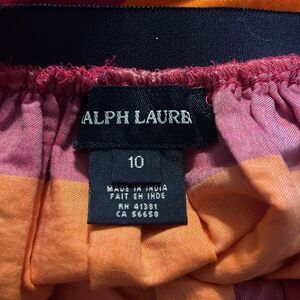 ALPH LAURE
10
MADE IN INDIA
FAIT EN INDE
RN 41381
CA 56658